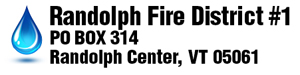 Randolph Fire District #1
PO BOX 314
Randolph Center, VT 05061